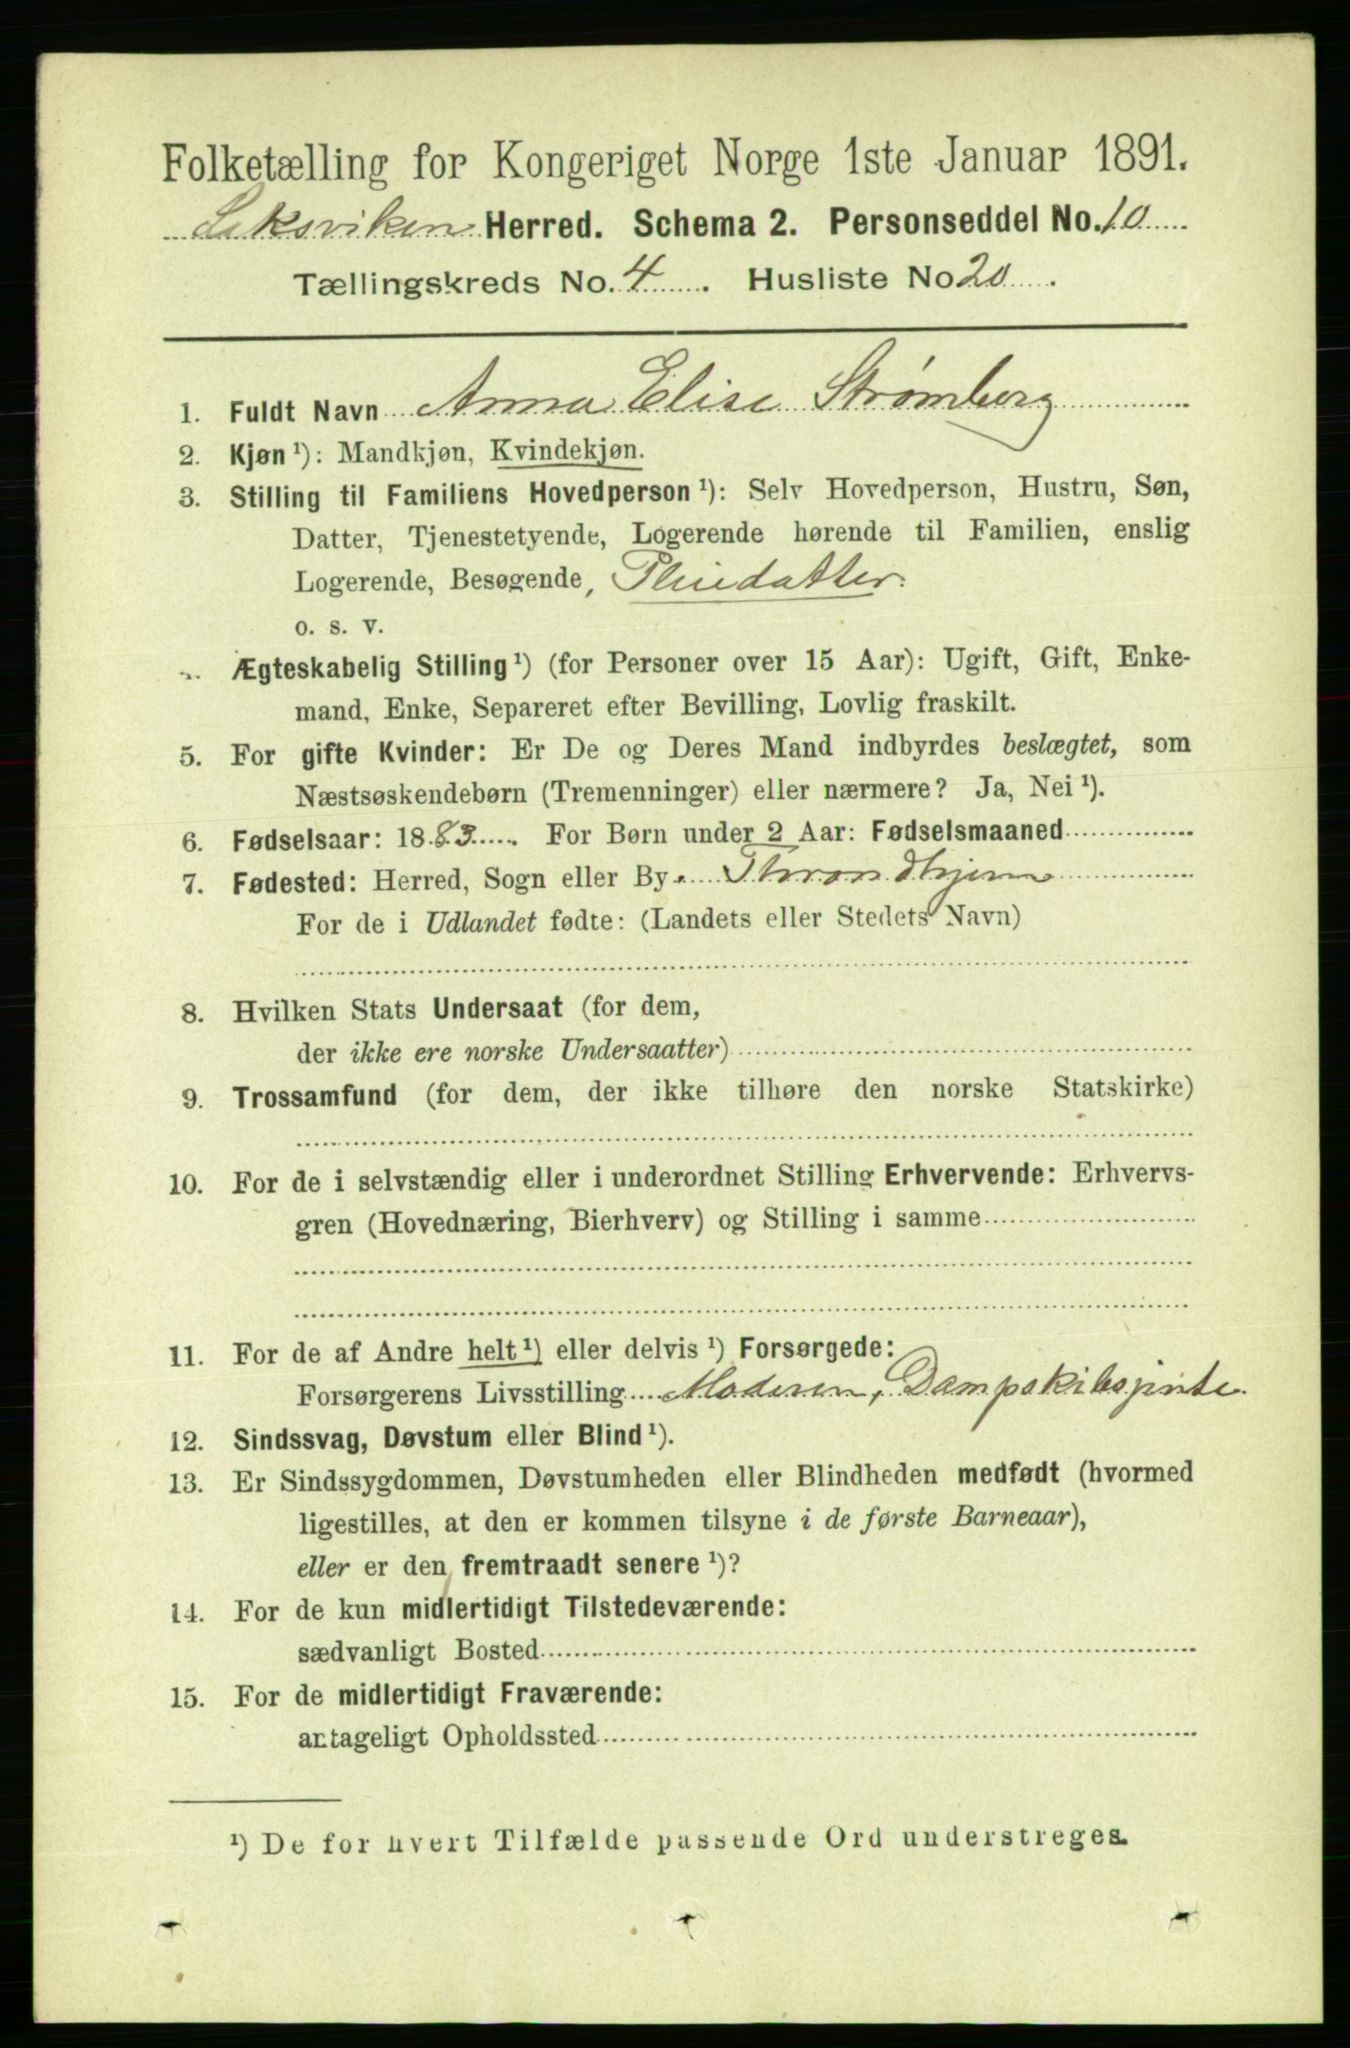 Folketælling for Kongeriget Norge 1ste Januar 1891.
Leksviken Herred. Schema 2. Personseddel No. 10
Tællingskreds No. 4. Husliste No 20.
1. Fuldt Navn Anna Elise Strømberg
2. Kjøn ¹): Mandkjøn, Kvindekjøn.
3. Stilling til Familiens Hovedperson ¹): Selv Hovedperson, Hustru, Søn,
Datter, Tjenestetyende, Logerende hørende til Familien, enslig
Logerende, Besøgende, Pleiedatter.
o. s. v.
Ægteskabelig Stilling ¹) (for Personer over 15 Aar): Ugift, Gift, Enke-
mand, Enke, Separeret efter Bevilling, Lovlig fraskilt.
5. For gifte Kvinder: Er De og Deres Mand indbyrdes beslægtet, som
Næstsøskendebørn (Tremenninger) eller nærmere? Ja, Nei ¹).
6. Fødselsaar: 1883. For Børn under 2 Aar: Fødselsmaaned
7. Fødested: Herred, Sogn eller By. Throndhjem
For de i Udlandet fødte: (Landets eller Stedets Navn)
8. Hvilken Stats Undersaat (for dem,
der ikke ere norske Undersaatter)
9. Trossamfund (for dem, der ikke tilhøre den norske Statskirke)
10. For de i selvstændig eller i underordnet Stilling Erhvervende: Erhvervs-
gren (Hovednæring, Bierhverv) og Stilling i samme
11. For de af Andre helt ¹) eller delvis ¹) Forsørgede:
Forsørgerens Livsstilling Moderen, Dampskibsjente
12. Sindssvag, Døvstum eller Blind ¹).
13. Er Sindssygdommen, Døvstumheden eller Blindheden medfødt (hvormed
ligestilles, at den er kommen tilsyne i de første Barneaar),
eller er den fremtraadt senere ¹)?
14. For de kun midlertidigt Tilstedeværende:
sædvanligt Bosted
15. For de midlertidigt Fraværende:
antageligt Opholdssted
¹) De for hvert Tilfælde passende Ord understreges.